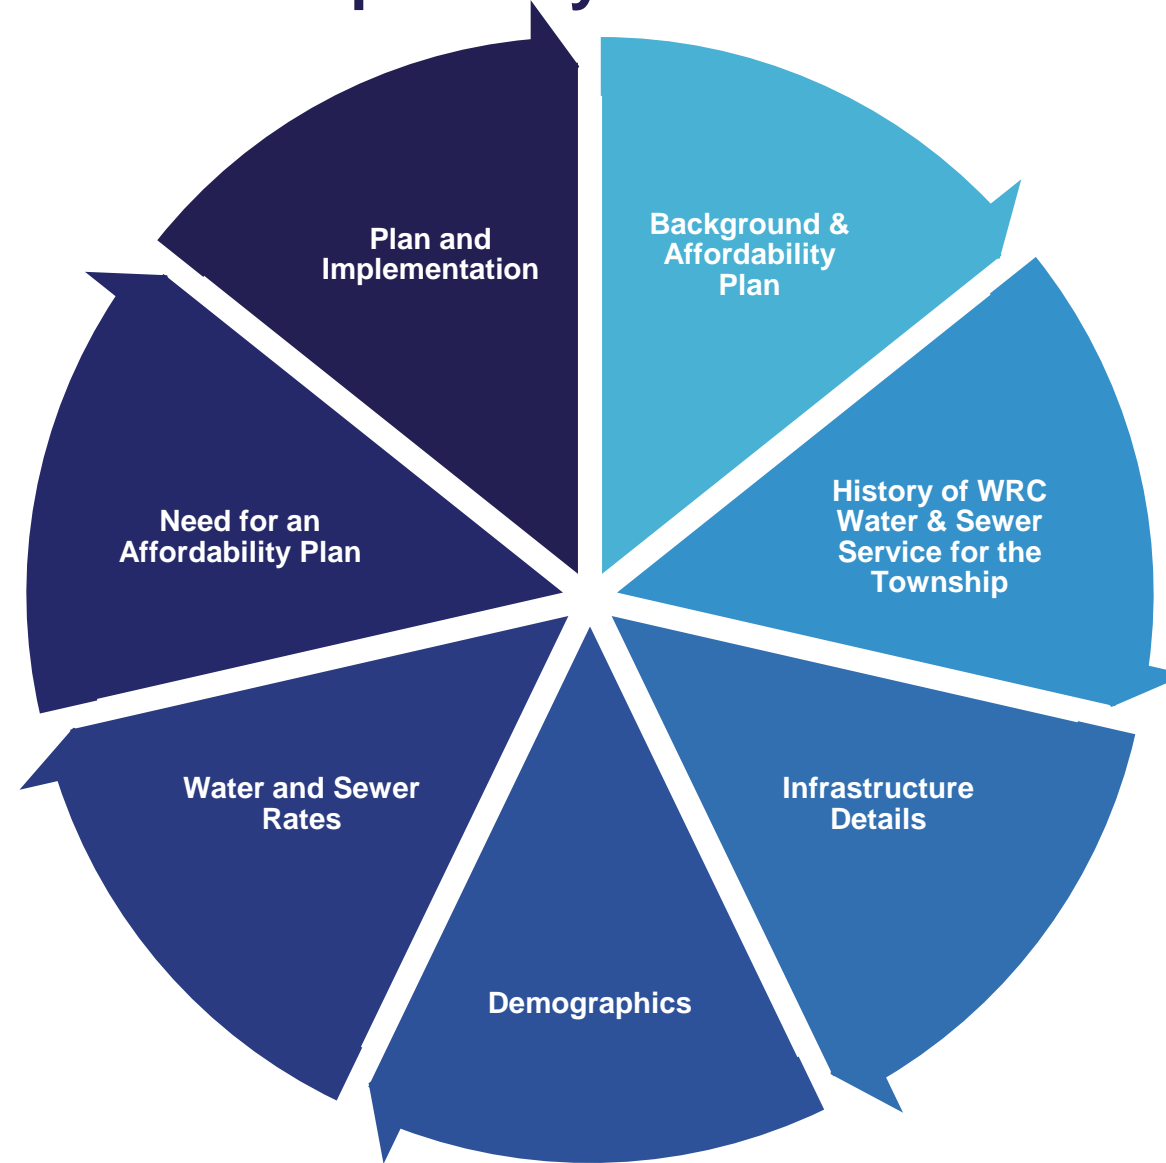 Background &
Affordability
Plan
History of WRC
Water & Sewer
Service for the
Township
Infrastructure
Details
Demographics
Water and Sewer
Rates
Need for an
Affordability Plan
Plan and
Implementation